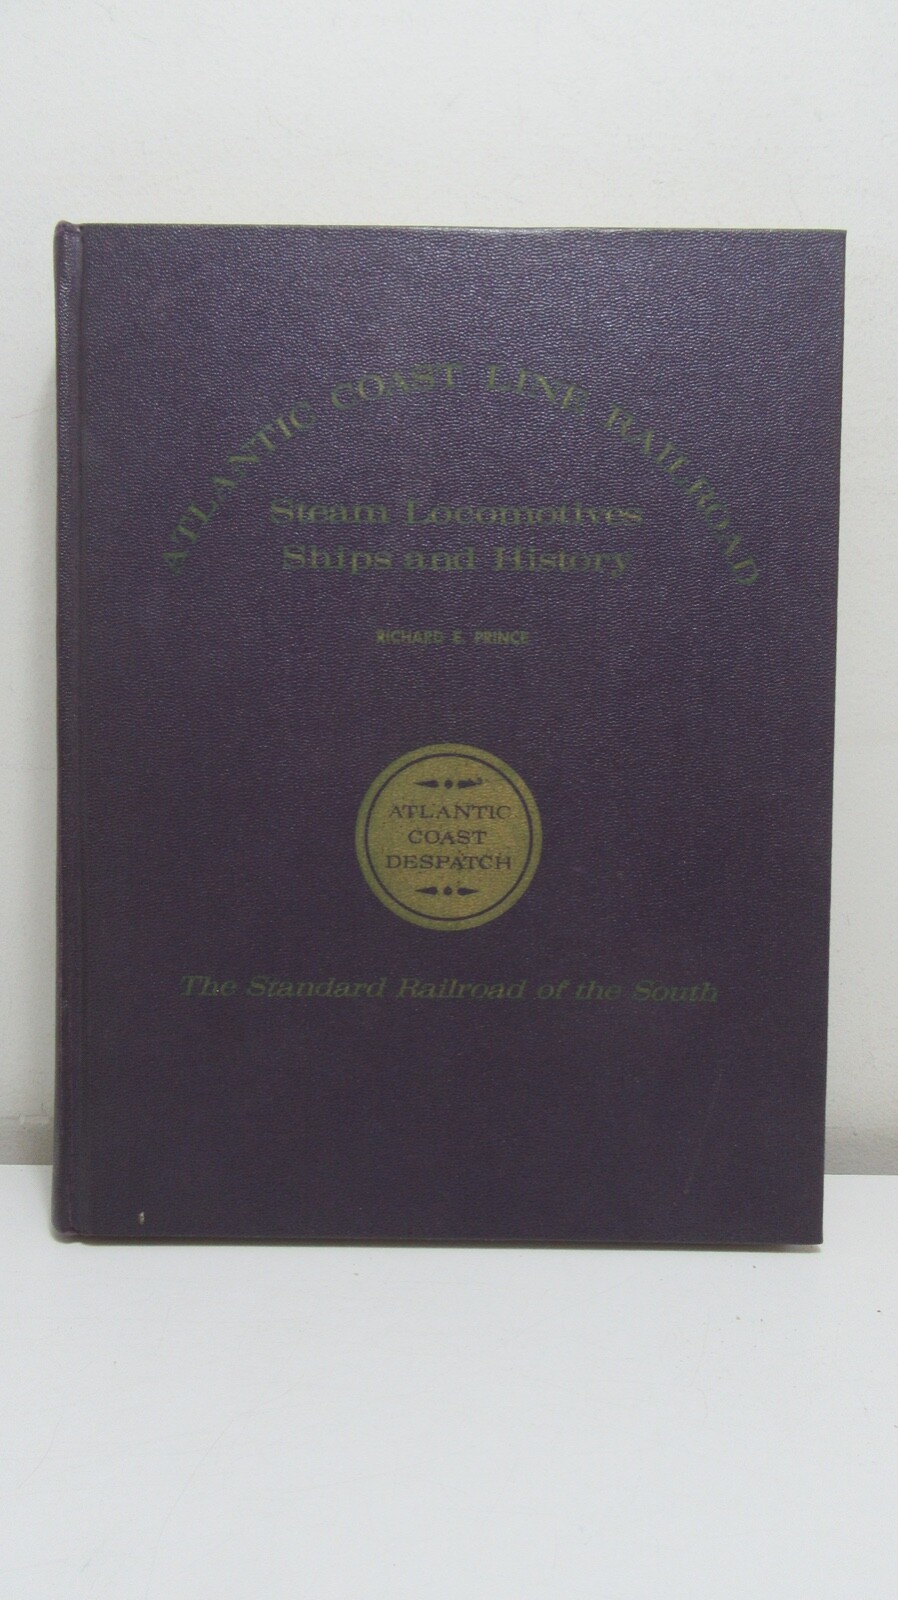 ATLANTIC COAST LINE RAILROAD
Steam Locomotives
Ships and History
RICHARD E. PRINCE
ATLANTIC
COAST
DESPATCH
The Standard Railroad of the South